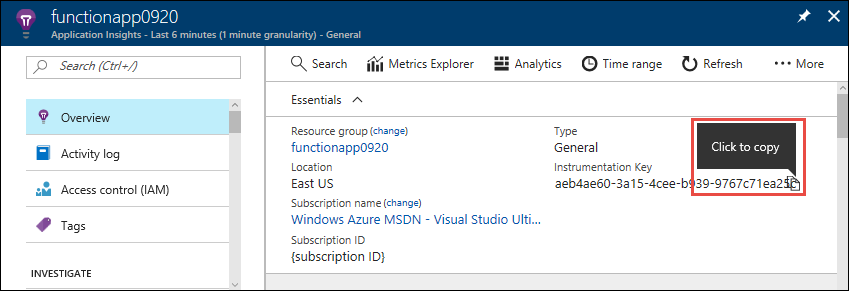 functionapp0920
Application Insights - Last 6 minutes (1 minute granularity) - General
Search (Ctrl+/)
Overview
Activity log
Access control (IAM)
Tags
INVESTIGATE
Search
Metrics Explorer
Analytics
Time range
Refresh
More
Essentials
Resource group (change)
functionapp0920
Location
East US
Subscription name (change)
Windows Azure MSDN - Visual Studio Ulti...
Subscription ID
{subscription ID}
Type
General
Instrumentation Key
aeb4ae60-3a15-4cee-b939-9767c71ea25c
Click to copy